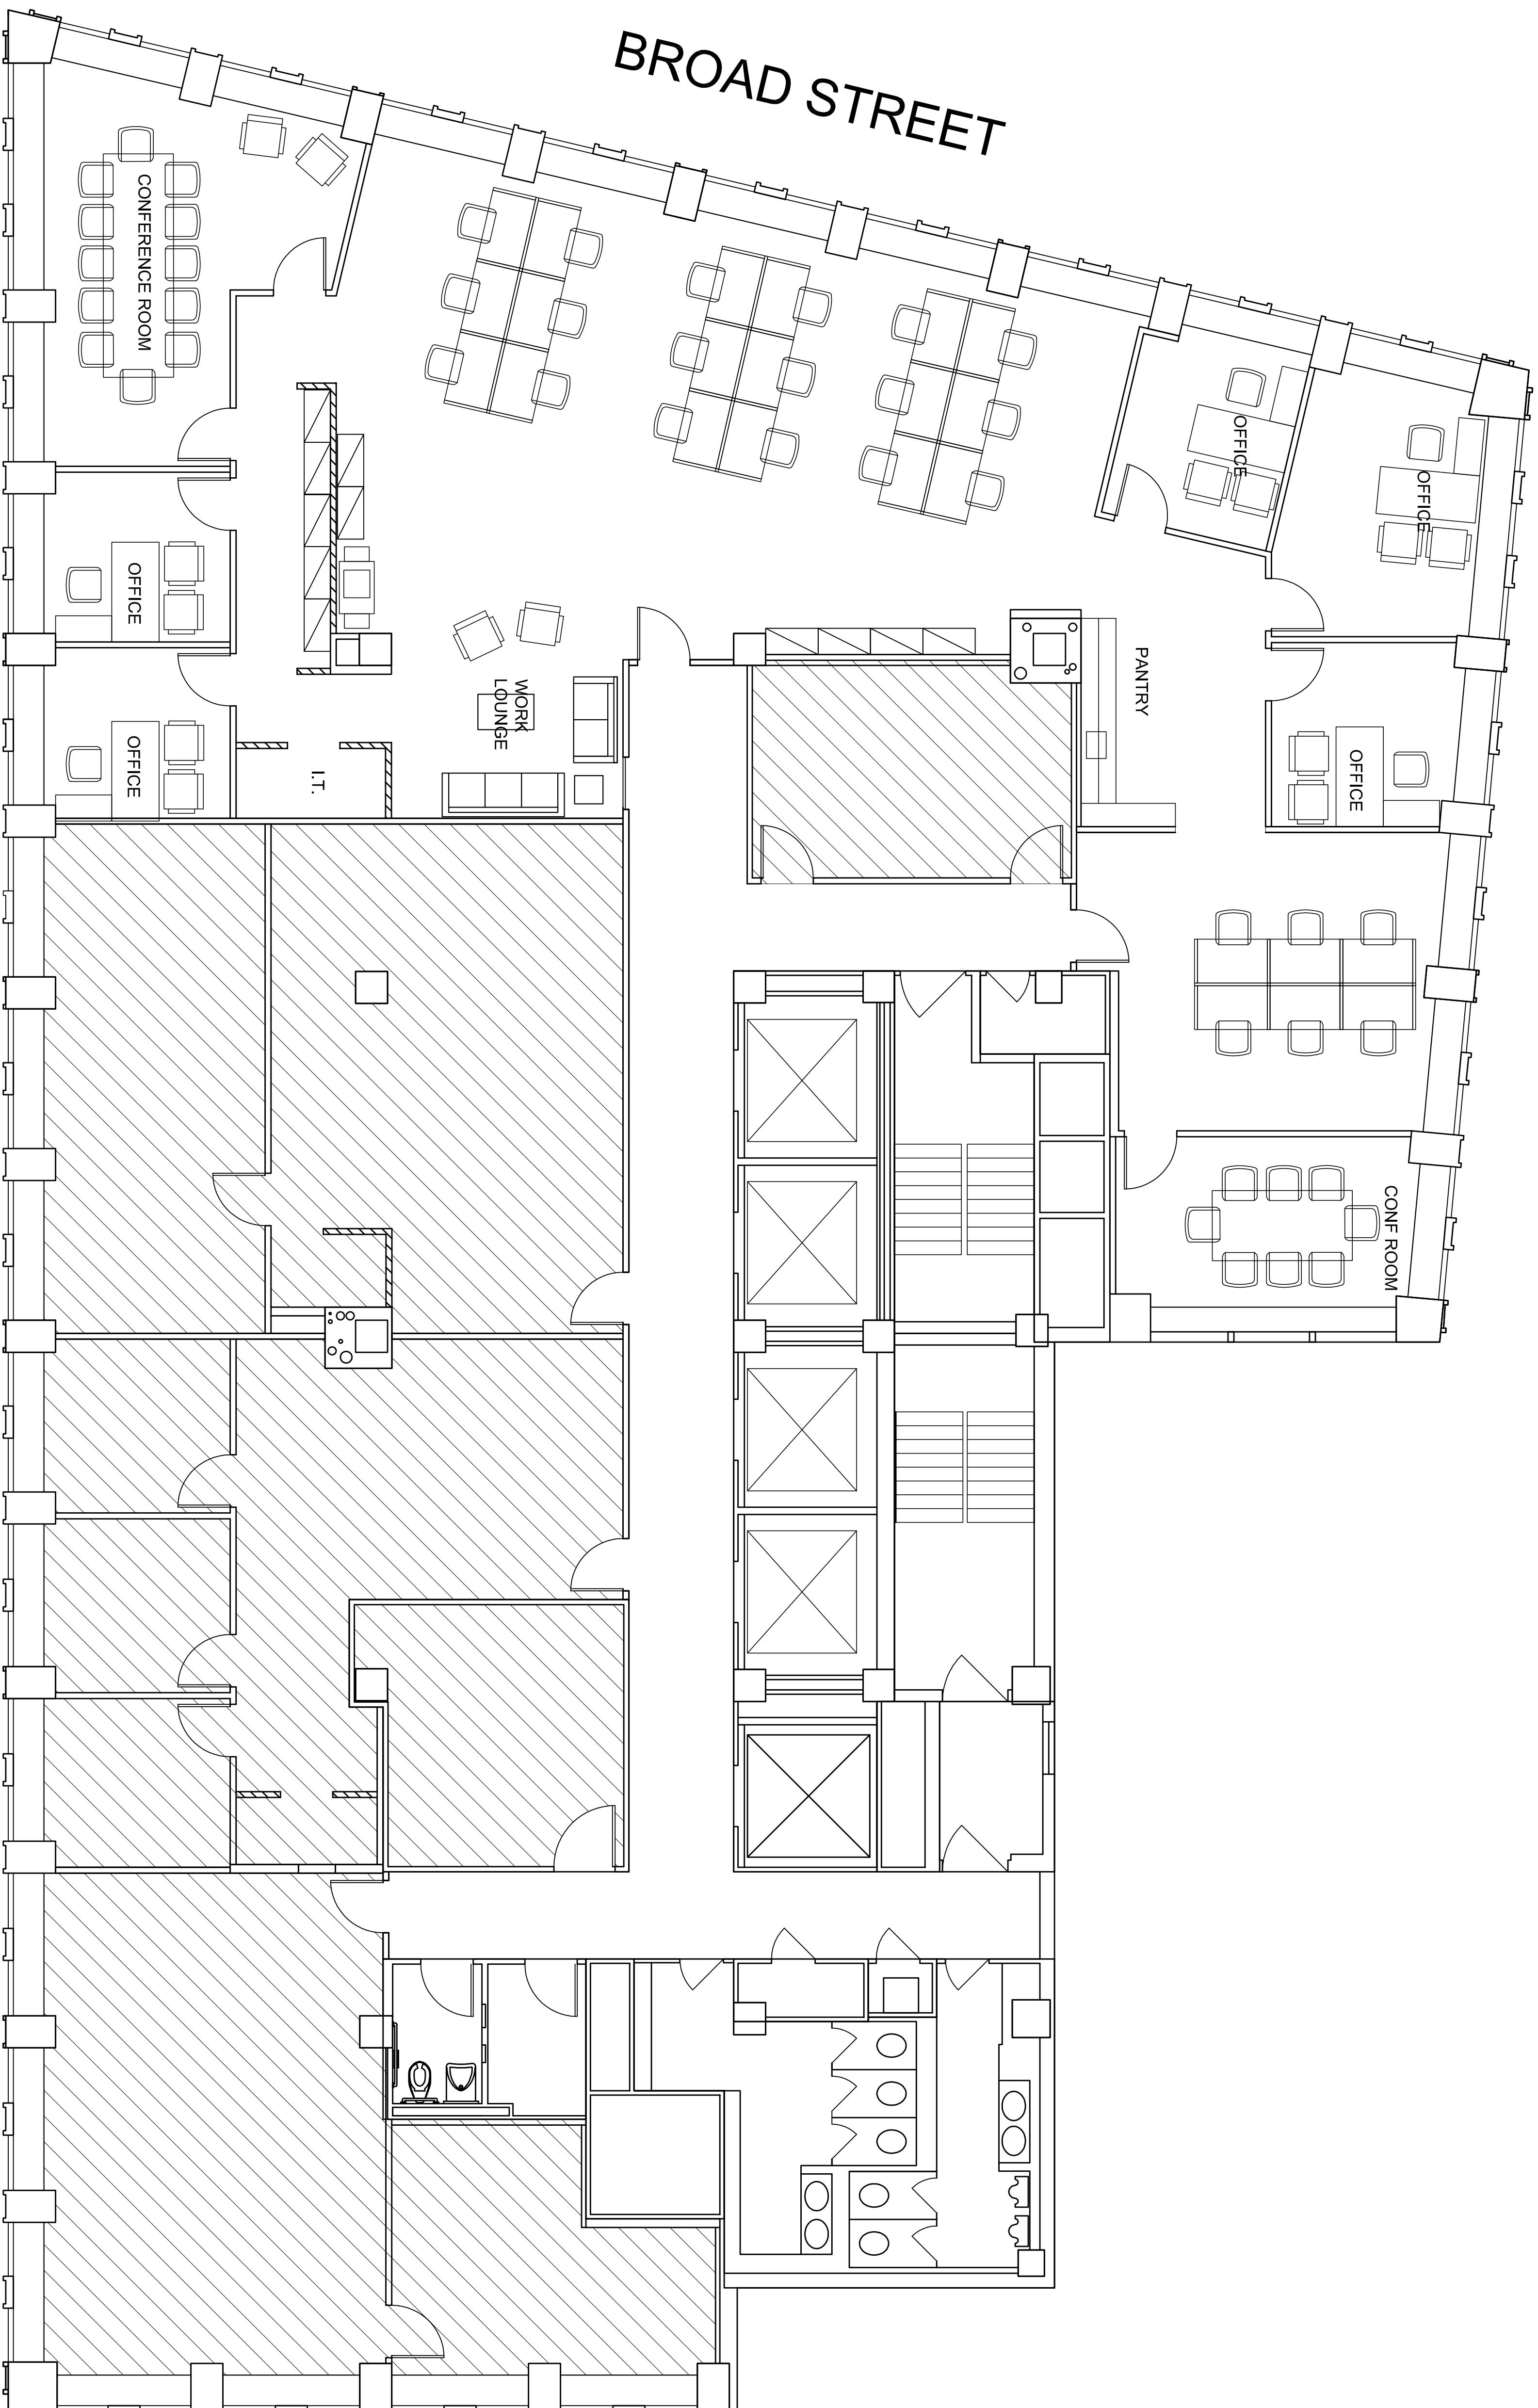 BROAD STREET
CONFERENCE ROOM
OFFICE
OFFICE
OFFICE
OFFICE
WORK
LOUNGE
PANTRY
I.T.
OFFICE
CONF ROOM